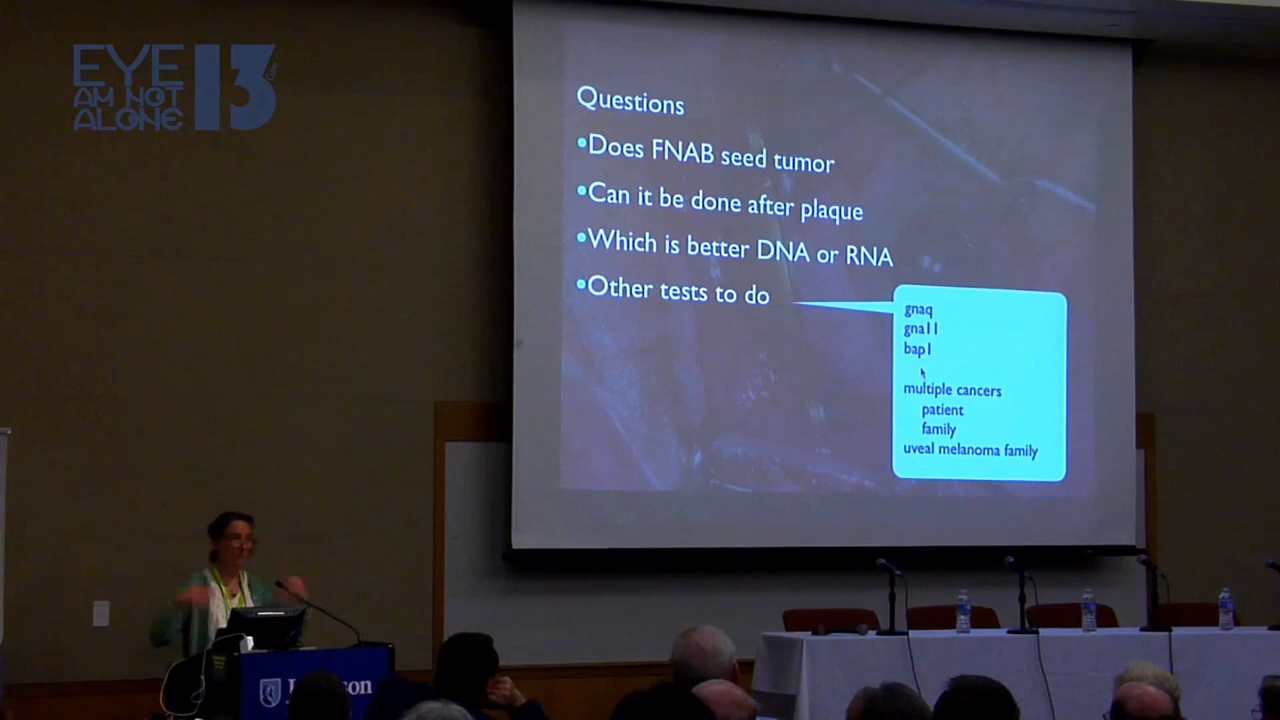 EYE
AM NOT
ALONE
13
Questions
•Does FNAB seed tumor
•Can it be done after plaque
•Which is better DNA or RNA
•Other tests to do
gnaq
gna11
bap1
multiple cancers
patient
family
uveal melanoma family